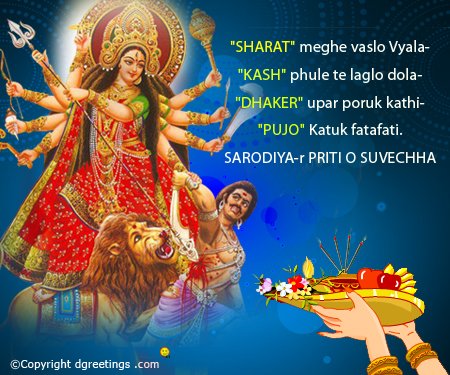 "SHARAT" meghe vaslo Vyala-
"KASH" phule te laglo dola-
"DHAKER" upar poruk kathi-
"PUJO" Katuk fatafati.
SARODIYA-r PRITI O SUVECHHA
©Copyright dgreetings .com